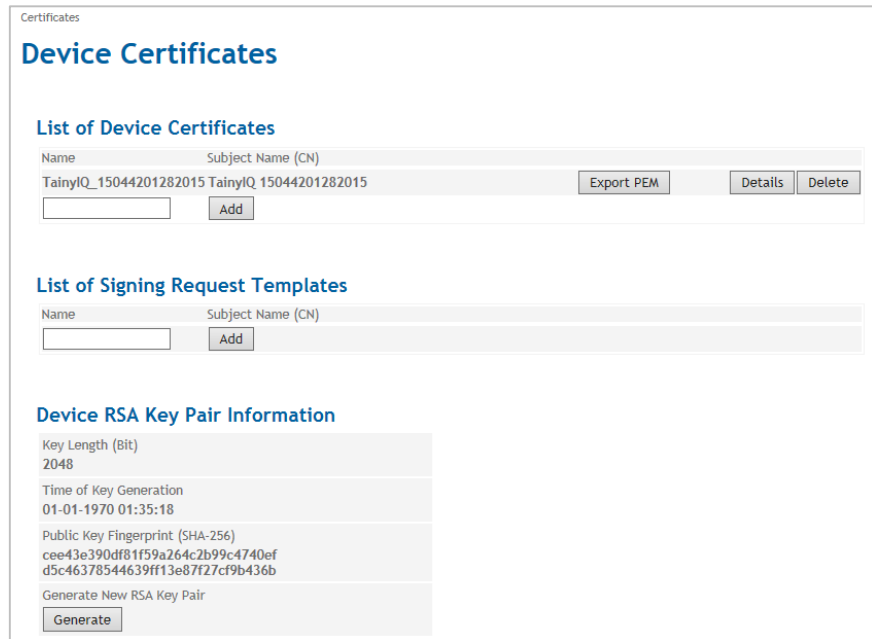 Certificates
Device Certificates
List of Device Certificates
Name Subject Name (CN)
TainyIQ_15044201282015 TainyIQ 15044201282015 Export PEM Details Delete
Add
List of Signing Request Templates
Name Subject Name (CN)
Add
Device RSA Key Pair Information
Key Length (Bit)
2048
Time of Key Generation
01-01-1970 01:35:18
Public Key Fingerprint (SHA-256)
cee43e390df81f59a264c2b99c4740ef
d5c46378544639ff13e87f27cf9b436b
Generate New RSA Key Pair
Generate